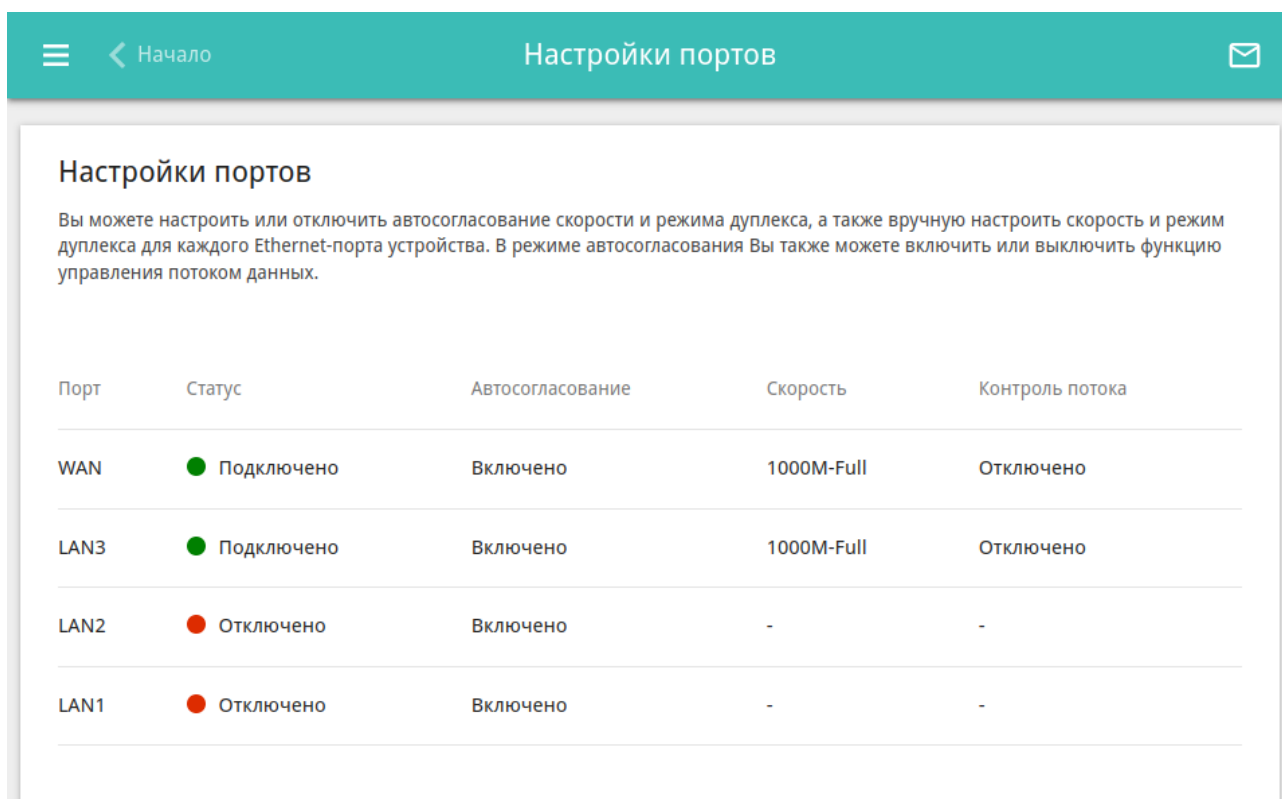 Начало
Настройки портов
Настройки портов
Вы можете настроить или отключить автосогласование скорости и режима дуплекса, а также вручную настроить скорость и режим
дуплекса для каждого Ethernet-порта устройства. В режиме автосогласования Вы также можете включить или выключить функцию
управления потоком данных.
Порт Статус Автосогласование Скорость Контроль потока
WAN Подключено Включено 1000M-Full Отключено
LAN3 Подключено Включено 1000M-Full Отключено
LAN2 Отключено Включено - -
LAN1 Отключено Включено - -